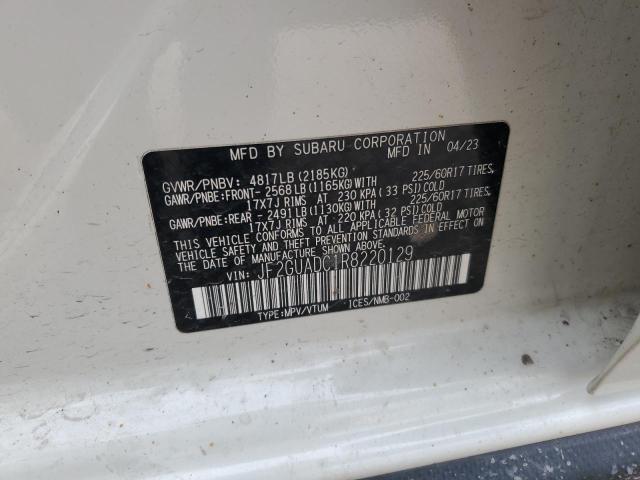 MFD BY SUBARU CORPORATION MFD IN 04/23
GVWR/PNBV: 4817LB (2185KG)
GAWR/PNBE:FRONT-2568LB(1165KG)WITH 225/60R17 TIRES,
17x7J RIMS AT 230 KPA (33 PSI)COLD
GAWR/PNBE:REAR -2491LB(1130KG)WITH 225/60R17 TIRES,
17x7J RIMS AT 220 KPA (32 PSI)COLD
THIS VEHICLE CONFORMS TO ALL APPLICABLE FEDERAL MOTOR
VEHICLE SAFETY AND THEFT PREVENTION STANDARDS IN EFFECT ON
THE DATE OF MANUFACTURE SHOWN ABOVE.
VIN: JF2GUADC1R8220129
TYPE:MPV/VTUM ICES/NMB-002